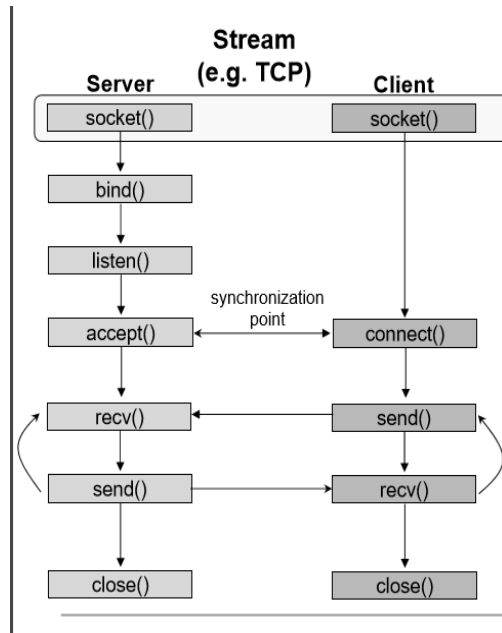 Stream
(e.g. TCP)
Server
Client
socket()
socket()
bind()
listen()
synchronization
point
accept()
connect()
recv()
send()
send()
recv()
close()
close()